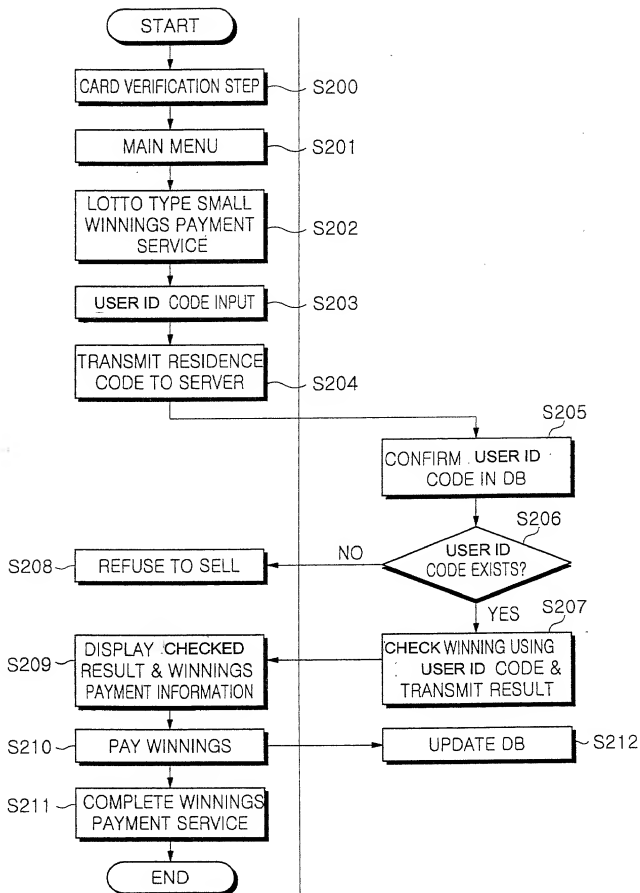 START
CARD VERIFICATION STEP
S200
MAIN MENU
S201
LOTTO TYPE SMALL
WINNINGS PAYMENT
SERVICE
S202
USER ID CODE INPUT
S203
TRANSMIT RESIDENCE
CODE TO SERVER
S204
S205
CONFIRM USER ID
CODE IN DB
S206
USER ID
CODE EXISTS?
NO
S208
REFUSE TO SELL
YES
S207
CHECK WINNING USING
USER ID CODE &
TRANSMIT RESULT
S209
DISPLAY CHECKED
RESULT & WINNINGS
PAYMENT INFORMATION
S210
PAY WINNINGS
UPDATE DB
S212
S211
COMPLETE WINNINGS
PAYMENT SERVICE
END